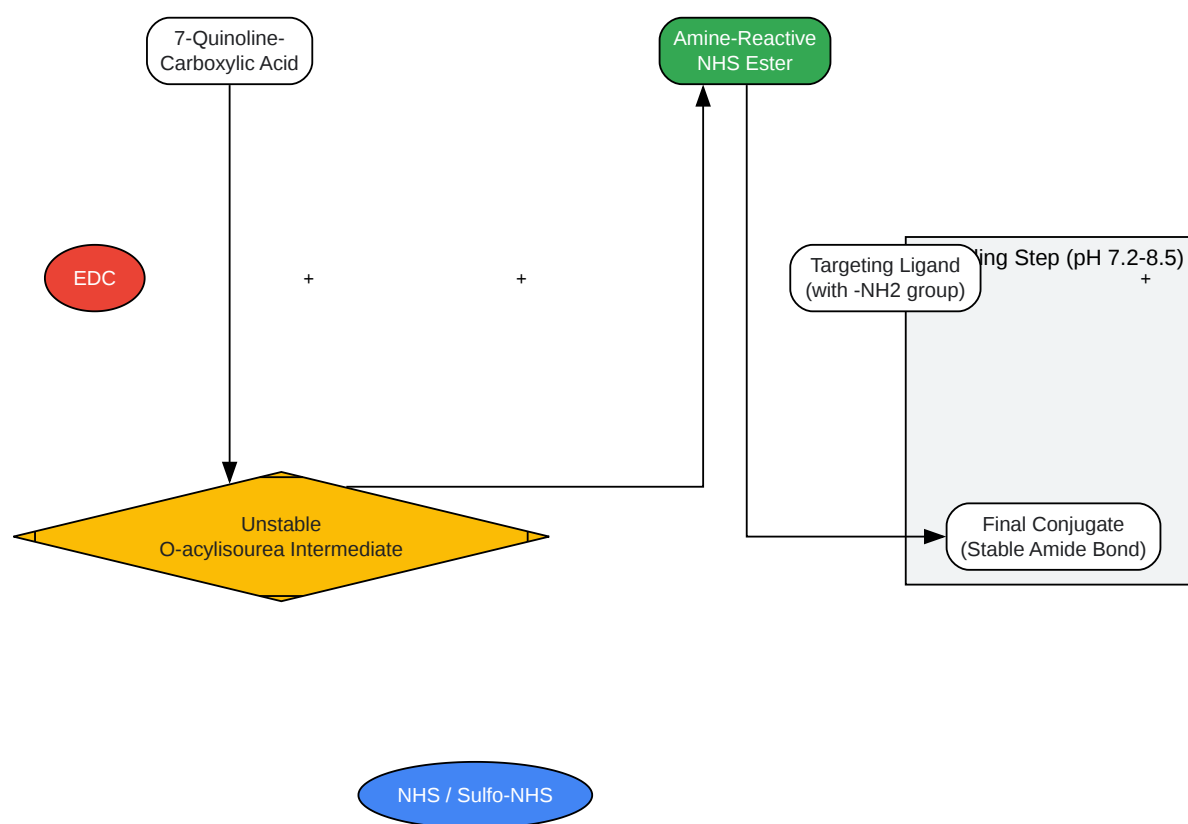 7-Quinoline-
Carboxylic Acid
Amine-Reactive
NHS Ester
EDC
+
+
Targeting Ligand
(with -NH2 group)
Step (pH 7.2-8.5)
+
Unstable
O-acylisourea Intermediate
Final Conjugate
(Stable Amide Bond)
NHS / Sulfo-NHS